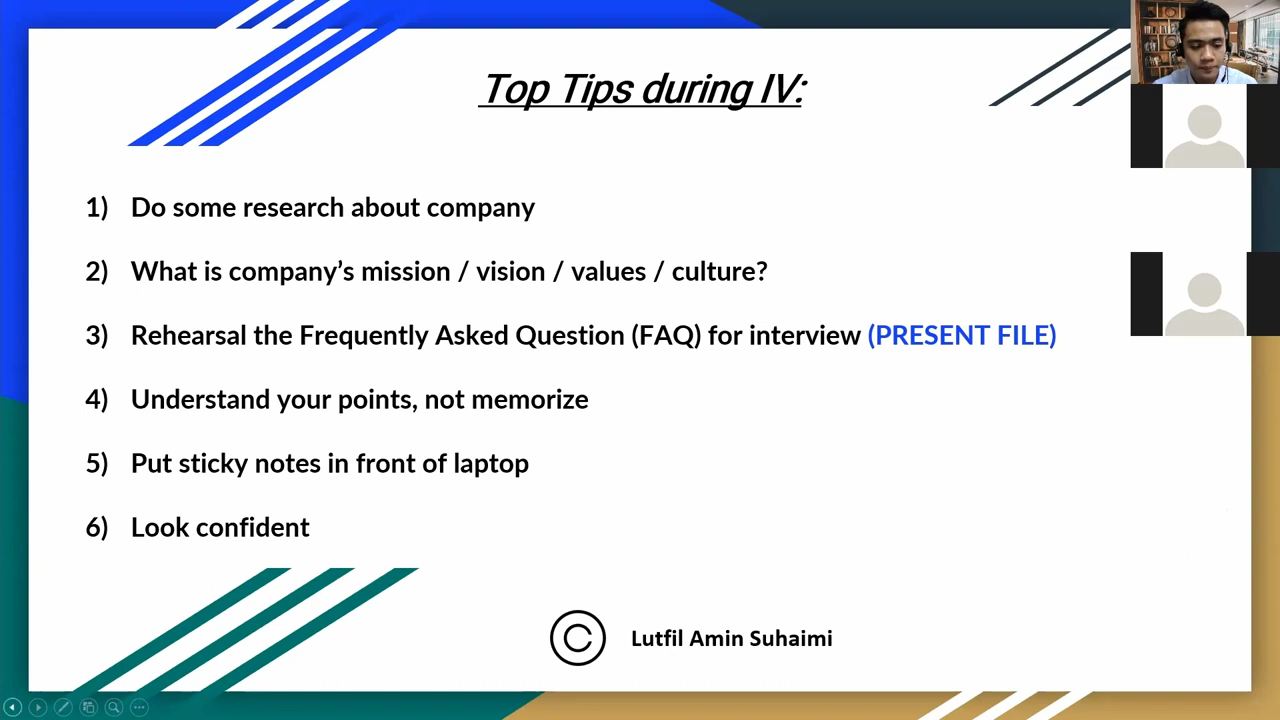 Top Tips during IV:
1) Do some research about company
2) What is company’s mission / vision / values / culture?
3) Rehearsal the Frequently Asked Question (FAQ) for interview (PRESENT FILE)
4) Understand your points, not memorize
5) Put sticky notes in front of laptop
6) Look confident
© Lutfil Amin Suhaimi